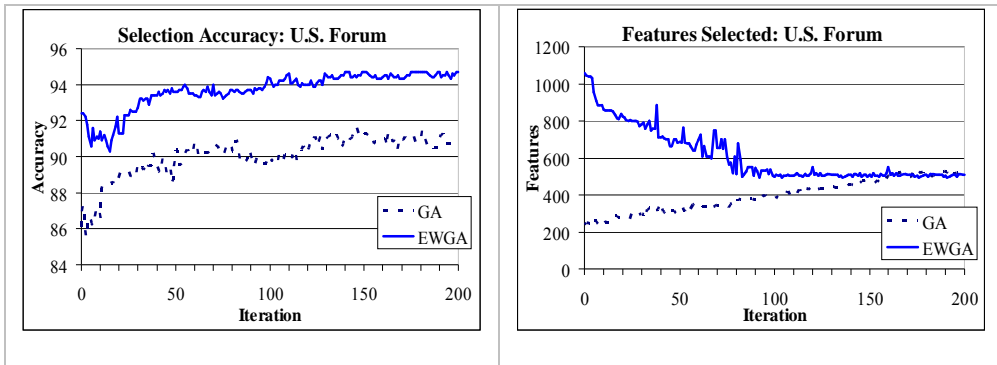 Selection Accuracy: U.S. Forum
96
94
92
90
88
86
84
Accuracy
0 50 100 150 200
Iteration
GA
EWGA
Features Selected: U.S. Forum
1200
1000
800
600
400
200
0
Features
0 50 100 150 200
Iteration
GA
EWGA